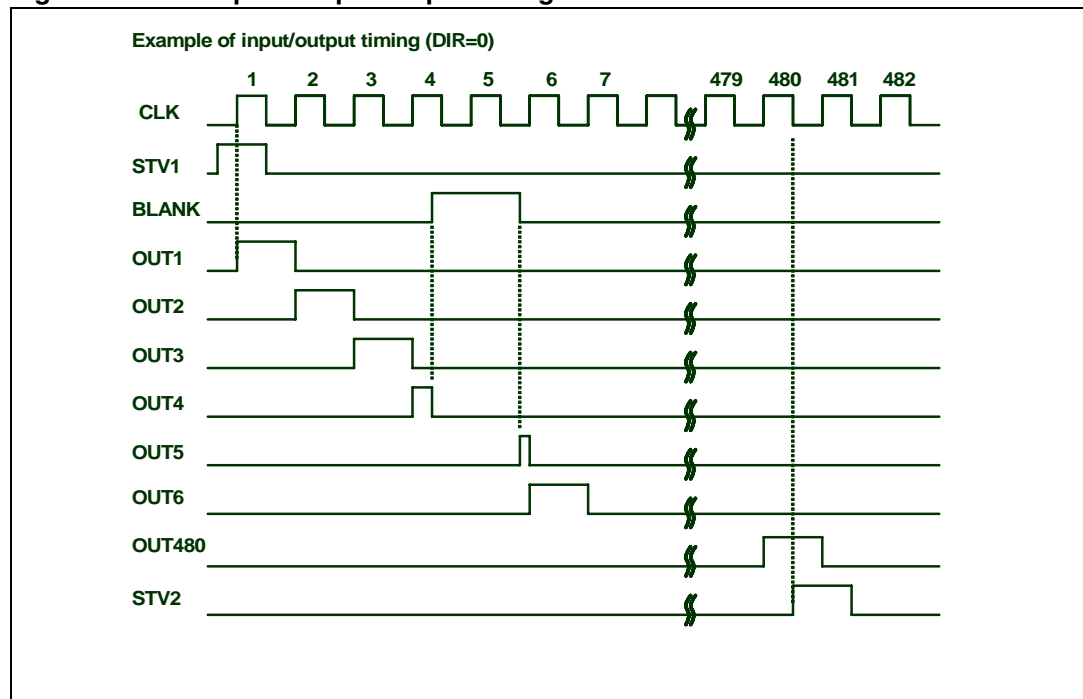 Example of input/output timing (DIR=0)
1 2 3 4 5 6 7 479 480 481 482
CLK
STV1
BLANK
OUT1
OUT2
OUT3
OUT4
OUT5
OUT6
OUT480
STV2